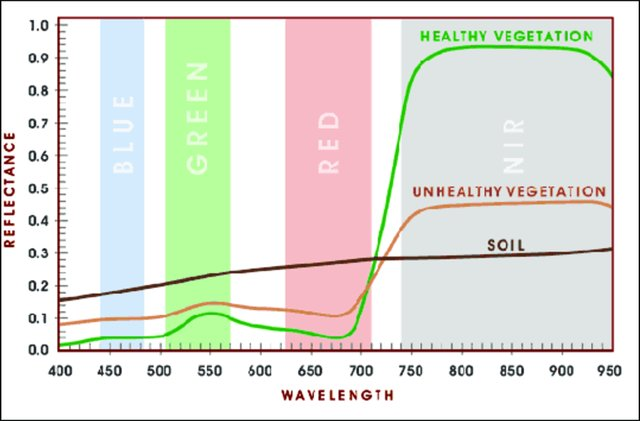 1.0
0.9
0.8
0.7
0.6
0.5
0.4
0.3
0.2
0.1
0.0
REFLECTANCE
BLUE
GREEN
RED
NIR
HEALTHY VEGETATION
UNHEALTHY VEGETATION
SOIL
400 450 500 550 600 650 700 750 800 850 900 950
WAVELENGTH